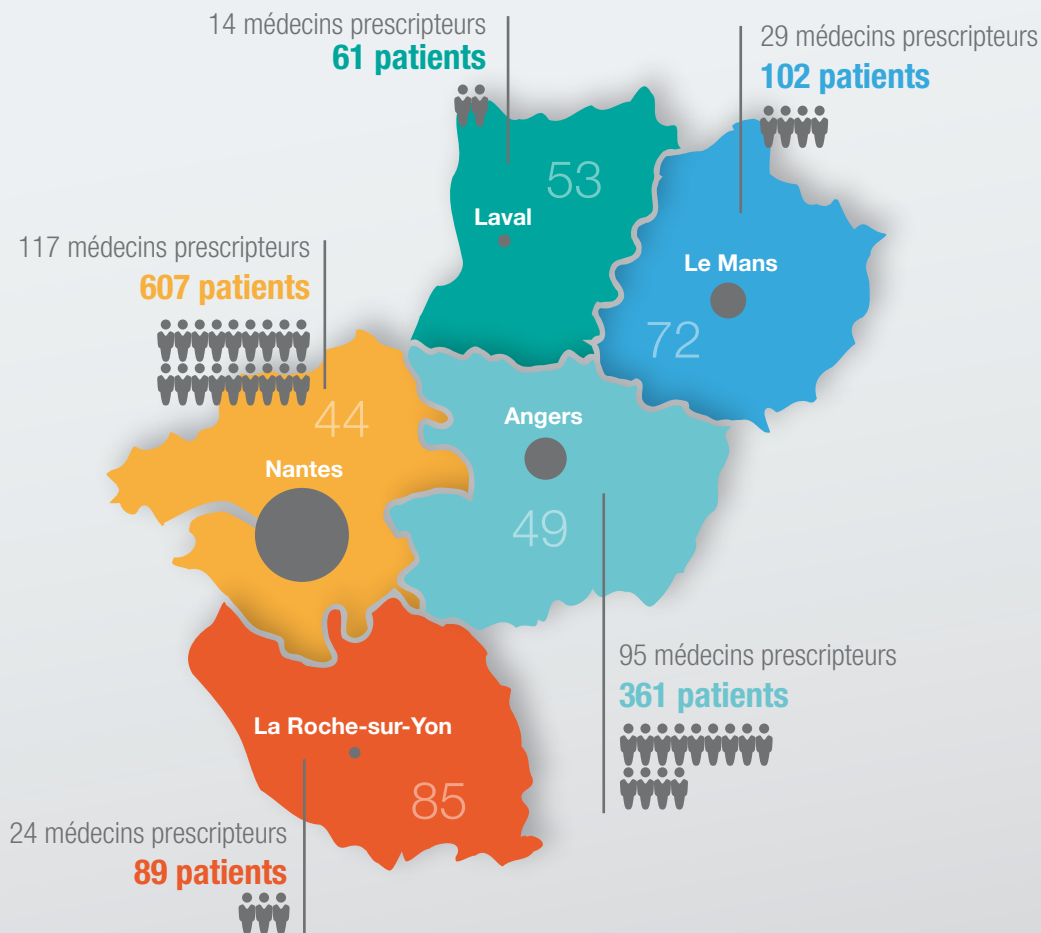 14 médecins prescripteurs
61 patients
29 médecins prescripteurs
102 patients
53
Laval
117 médecins prescripteurs
607 patients
Le Mans
72
44
Angers
Nantes
49
95 médecins prescripteurs
361 patients
La Roche-sur-Yon
85
24 médecins prescripteurs
89 patients